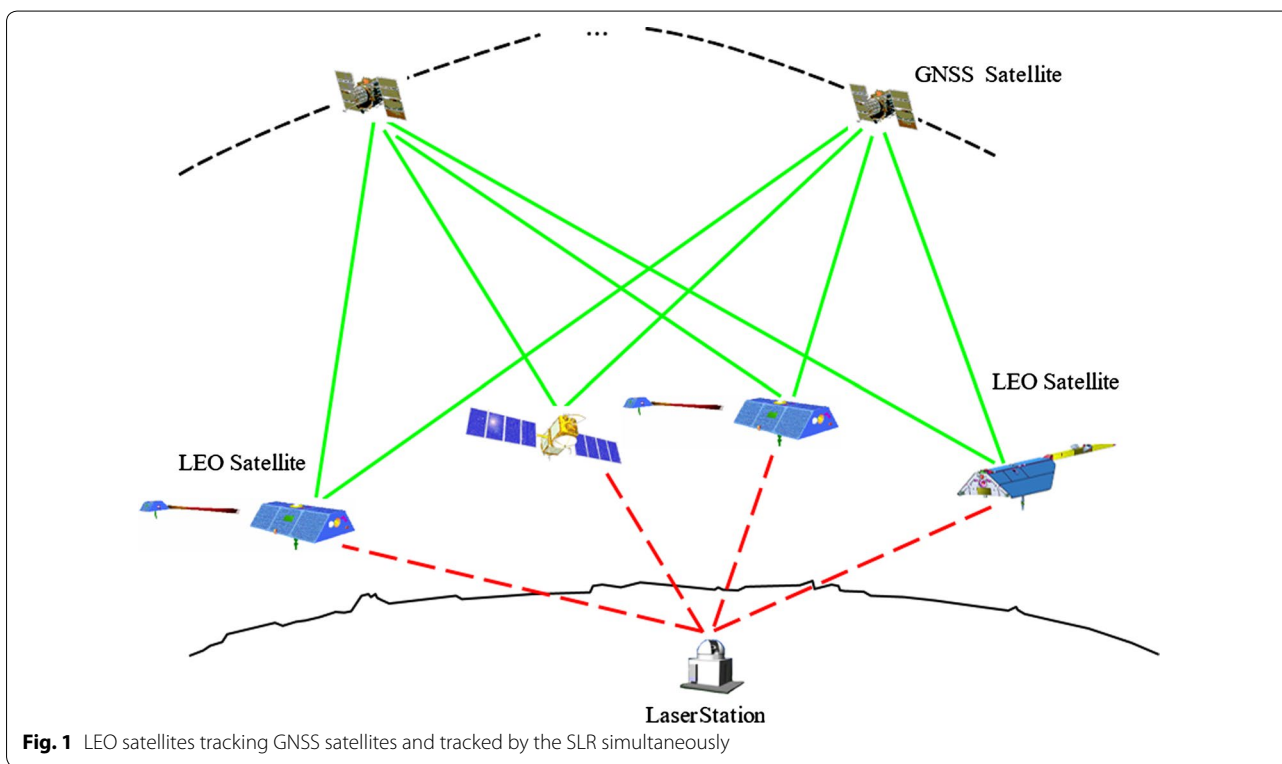 ...
GNSS Satellite
LEO Satellite
LEO Satellite
LaserStation
Fig. 1 LEO satellites tracking GNSS satellites and tracked by the SLR simultaneously